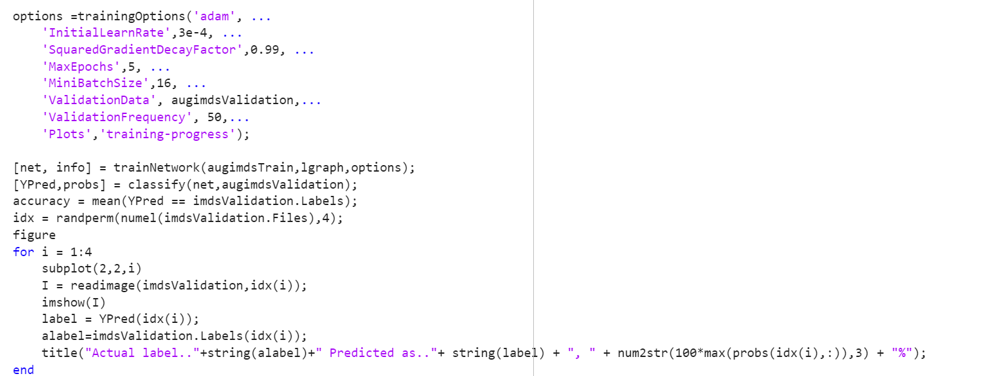 options =trainingOptions('adam', ...
    'InitialLearnRate',3e-4, ...
    'SquaredGradientDecayFactor',0.99, ...
    'MaxEpochs',5, ...
    'MiniBatchSize',16, ...
    'ValidationData', augimdsValidation,...
    'ValidationFrequency', 50,...
    'Plots','training-progress');

[net, info] = trainNetwork(augimdsTrain,lgraph,options);
[YPred,probs] = classify(net,augimdsValidation);
accuracy = mean(YPred == imdsValidation.Labels);
idx = randperm(numel(imdsValidation.Files),4);
figure
for i = 1:4
    subplot(2,2,i)
    I = readimage(imdsValidation,idx(i));
    imshow(I)
    label = YPred(idx(i));
    alabel=imdsValidation.Labels(idx(i));
    title("Actual label.."+string(alabel)+" Predicted as.."+ string(label) + ", " + num2str(100*max(probs(idx(i),:)),3) + "%");
end